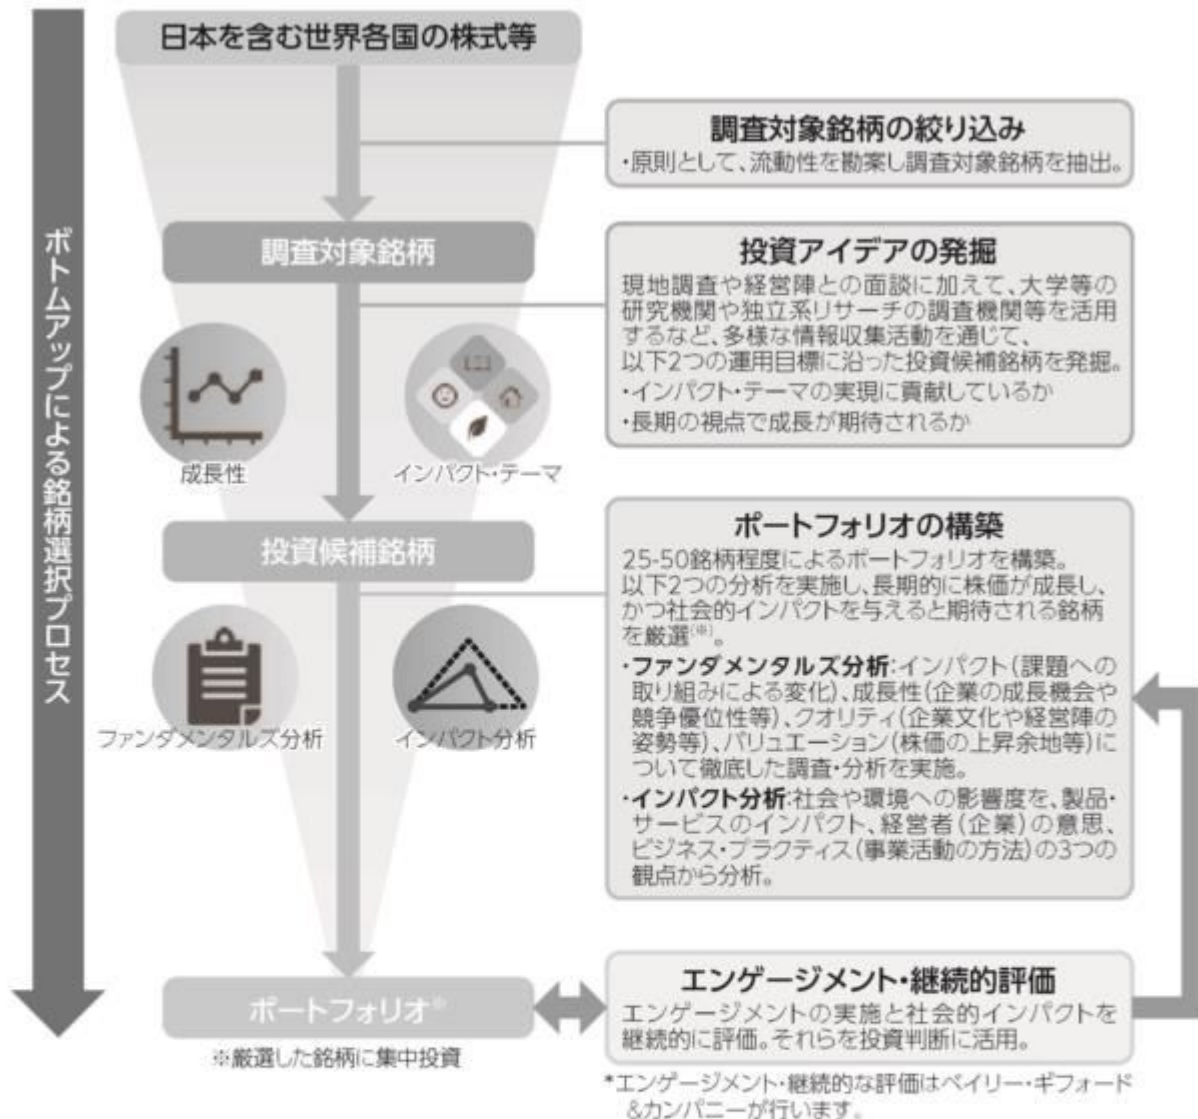 ボトムアップによる銘柄選択プロセス
日本を含む世界各国の株式等
調査対象銘柄の絞り込み
・原則として、流動性を勘案し調査対象銘柄を抽出。
調査対象銘柄
投資アイデアの発掘
現地調査や経営陣との面談に加えて、大学等の
研究機関や独立系リサーチの調査機関等を活用
するなど、多様な情報収集活動を通じて、
以下2つの運用目標に沿った投資候補銘柄を発掘。
・インパクト・テーマの実現に貢献しているか
・長期の視点で成長が期待されるか
成長性
インパクト・テーマ
投資候補銘柄
ポートフォリオの構築
25-50銘柄程度によるポートフォリオを構築。
以下2つの分析を実施し、長期的に株価が成長し、
かつ社会的インパクトを与えると期待される銘柄
を厳選(※)。
・ファンダメンタルズ分析:インパクト(課題への
取り組みによる変化)、成長性(企業の成長機会や
競争優位性等)、クオリティ(企業文化や経営陣の
姿勢等)、バリュエーション(株価の上昇余地等)に
ついて徹底した調査・分析を実施。
・インパクト分析:社会や環境への影響度を、製品・
サービスのインパクト、経営者(企業)の意思、
ビジネス・プラクティス(事業活動の方法)の3つの
観点から分析。
ファンダメンタルズ分析
インパクト分析
ポートフォリオ※
※厳選した銘柄に集中投資
エンゲージメント・継続的評価
エンゲージメントの実施と社会的インパクトを
継続的に評価。それらを投資判断に活用。
*エンゲージメント・継続的な評価はベイリー・ギフォード
&カンパニーが行います。